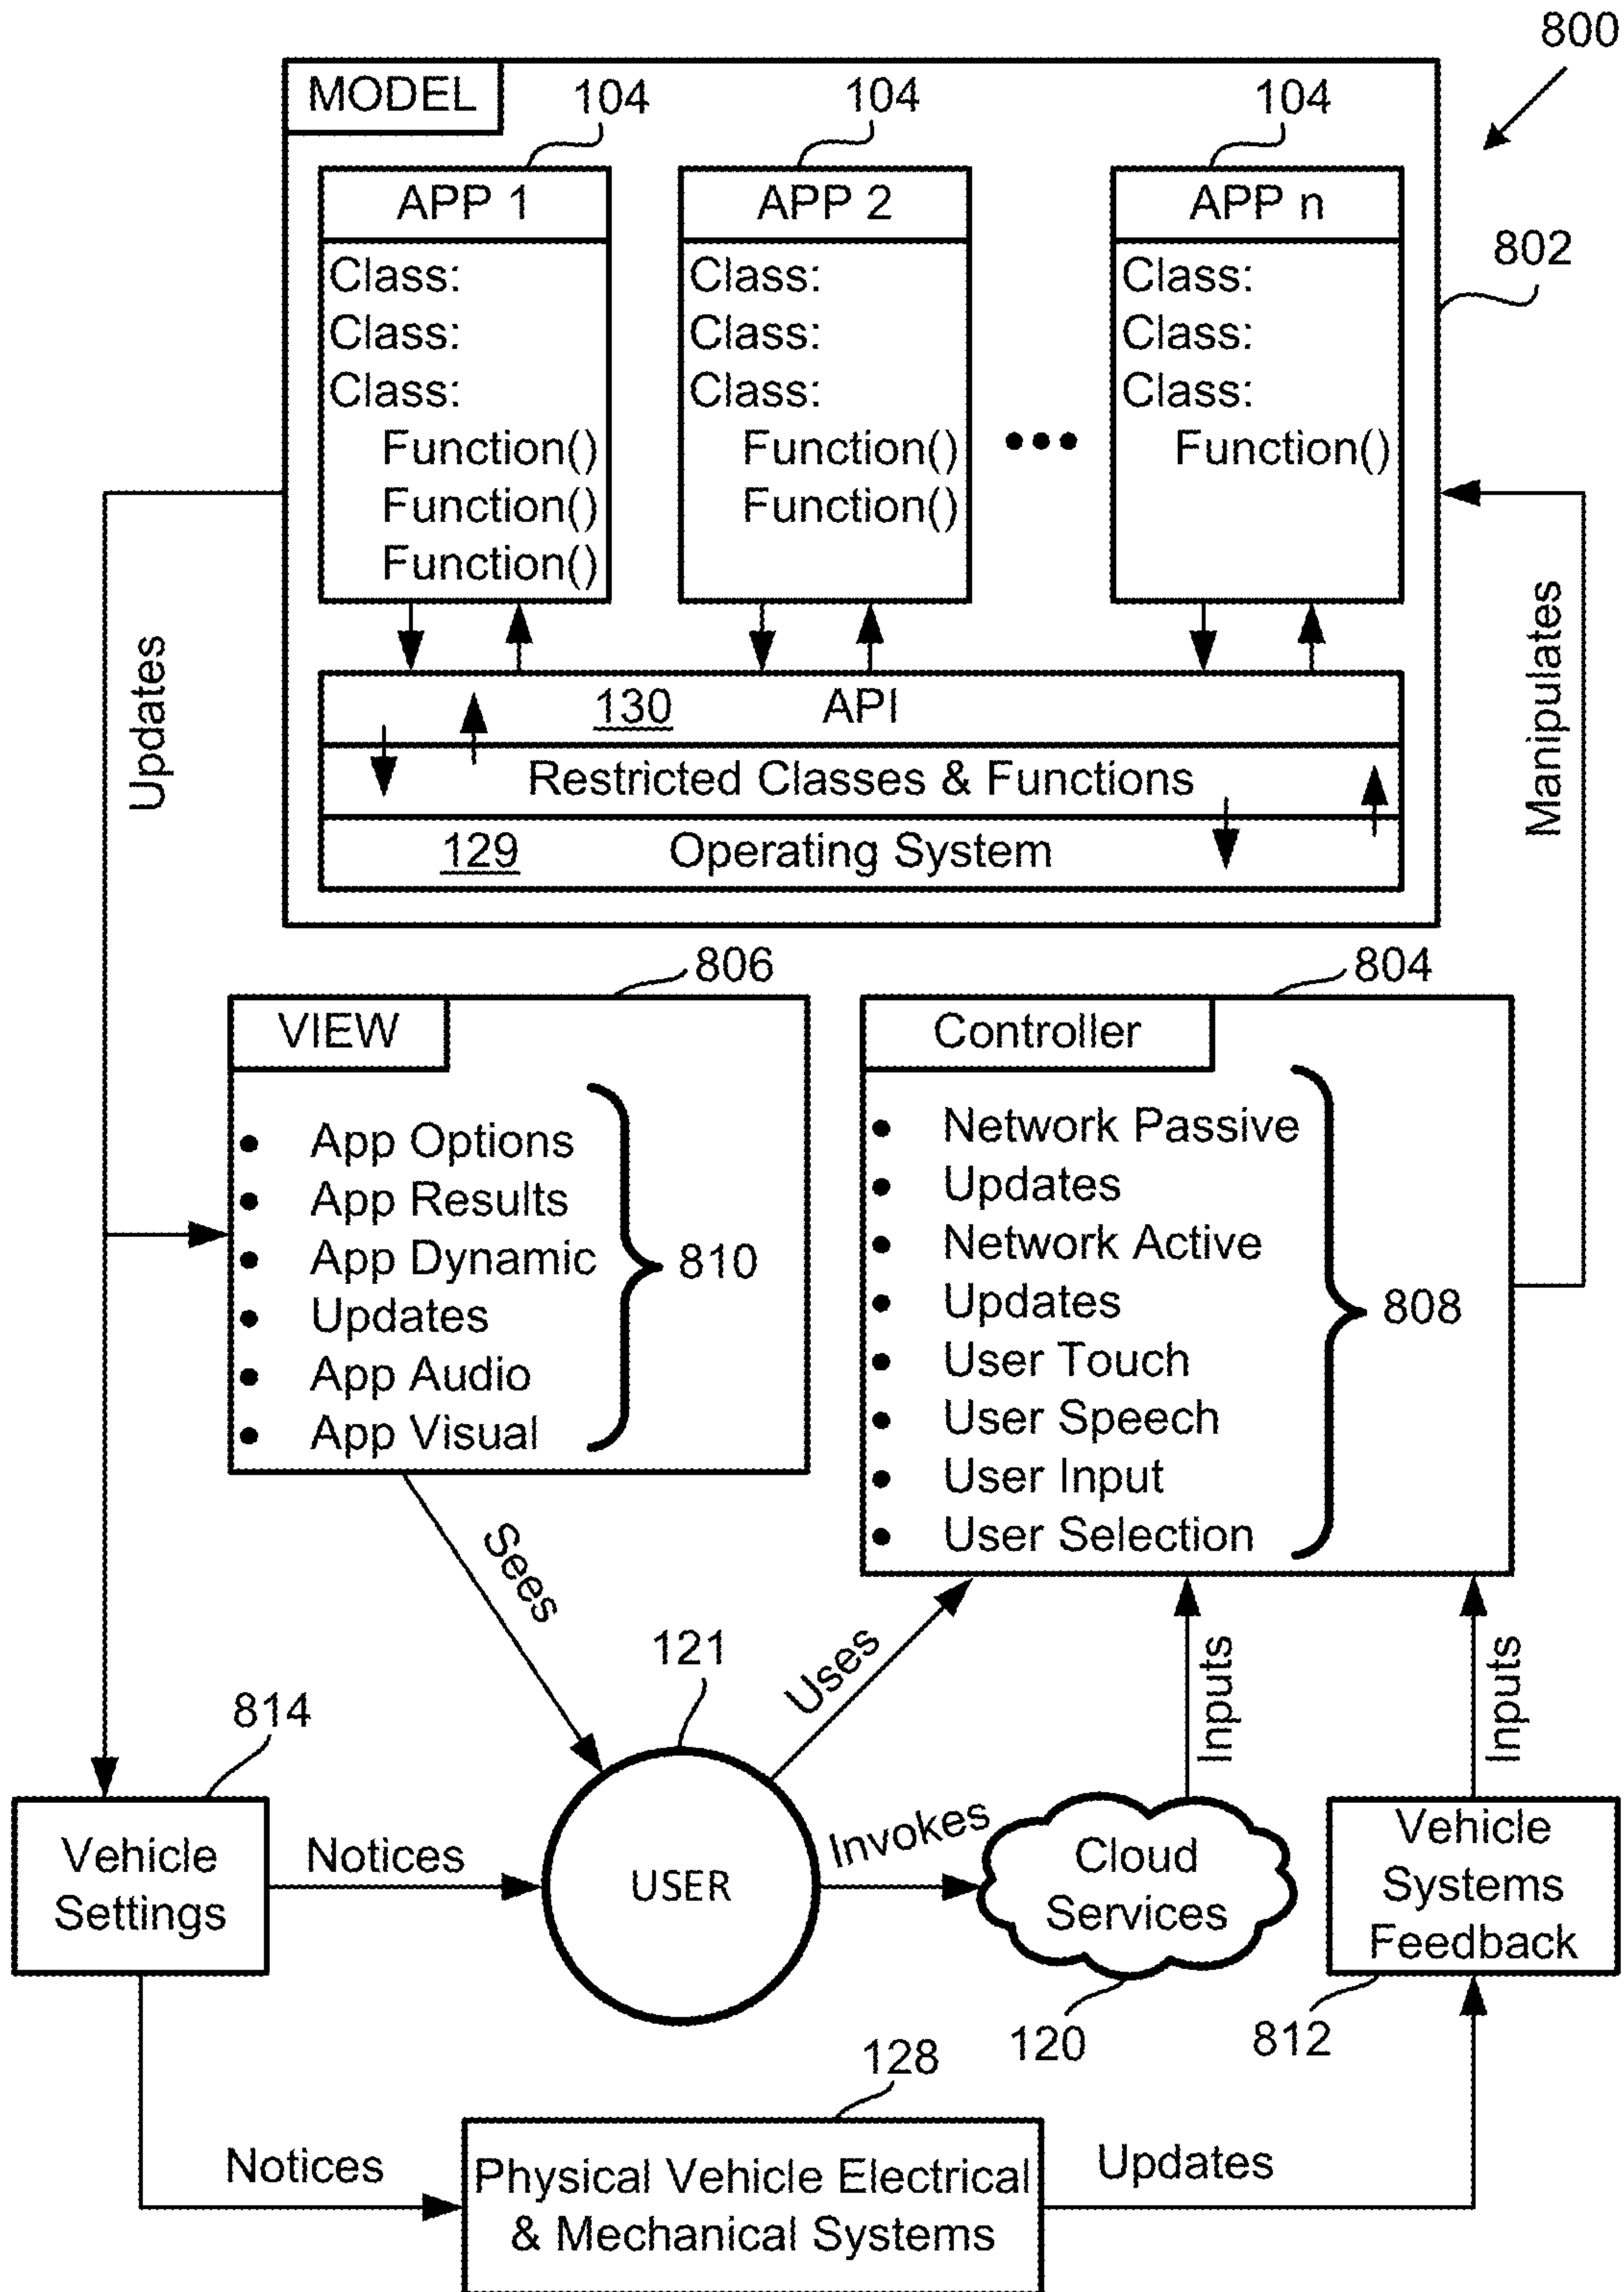 800
MODEL
104
104
104
APP 1
APP 2
APP n
802
Class:
Class:
Class:
Function()
Function()
Function()
Class:
Class:
Class:
Function()
Function()
•••
Class:
Class:
Class:
Function()
Updates
Manipulates
130 API
Restricted Classes & Functions
129 Operating System
806
VIEW
• App Options
• App Results
• App Dynamic
• Updates
• App Audio
• App Visual
810
804
Controller
• Network Passive
• Updates
• Network Active
• Updates
• User Touch
• User Speech
• User Input
• User Selection
808
Sees
Uses
Inputs
Inputs
121
814
Vehicle
Settings
Notices
USER
Invokes
Cloud
Services
Vehicle
Systems
Feedback
120
812
128
Notices
Physical Vehicle Electrical
& Mechanical Systems
Updates